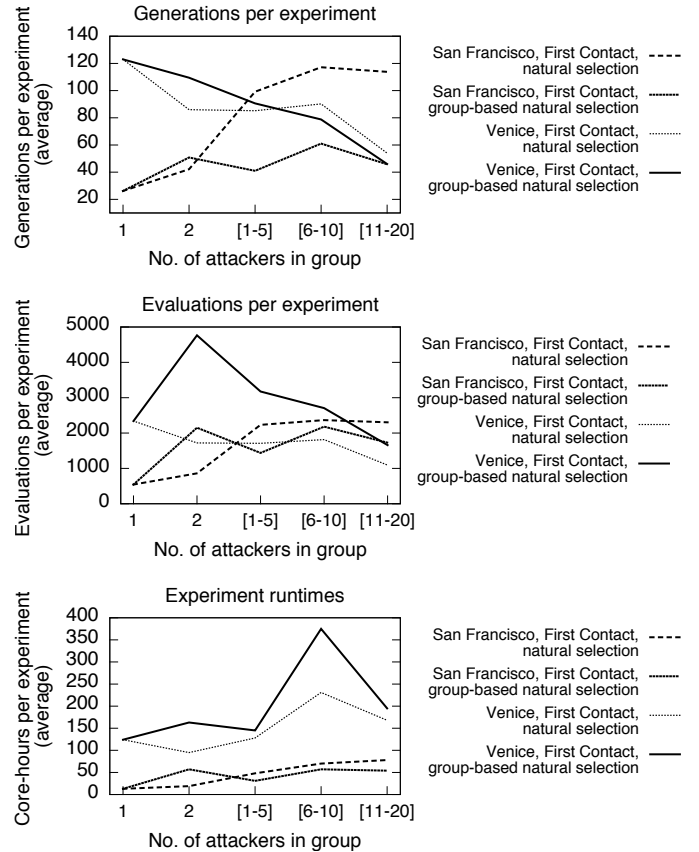 Generations per experiment
Generations per experiment
(average)
140
120
100
80
60
40
20
1 2 [1-5] [6-10] [11-20]
No. of attackers in group
San Francisco, First Contact,
natural selection
San Francisco, First Contact,
group-based natural selection
Venice, First Contact,
natural selection
Venice, First Contact,
group-based natural selection
Evaluations per experiment
Evaluations per experiment
(average)
5000
4000
3000
2000
1000
0
1 2 [1-5] [6-10] [11-20]
No. of attackers in group
San Francisco, First Contact,
natural selection
San Francisco, First Contact,
group-based natural selection
Venice, First Contact,
natural selection
Venice, First Contact,
group-based natural selection
Experiment runtimes
Core-hours per experiment
(average)
400
350
300
250
200
150
100
50
0
1 2 [1-5] [6-10] [11-20]
No. of attackers in group
San Francisco, First Contact,
natural selection
San Francisco, First Contact,
group-based natural selection
Venice, First Contact,
natural selection
Venice, First Contact,
group-based natural selection